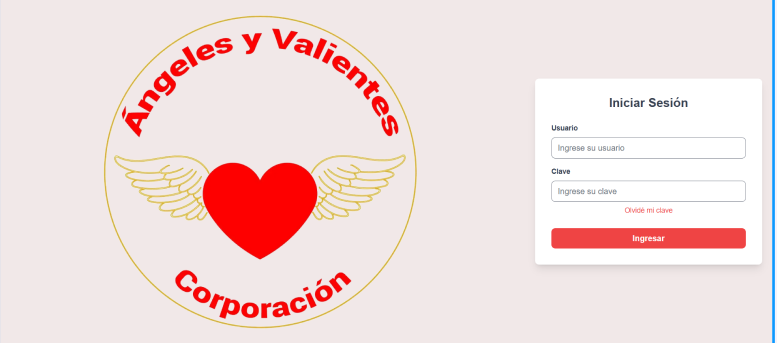 Ángeles y Valientes
Corporación
Iniciar Sesión
Usuario
Ingrese su usuario
Clave
Ingrese su clave
Olvidé mi clave
Ingresar